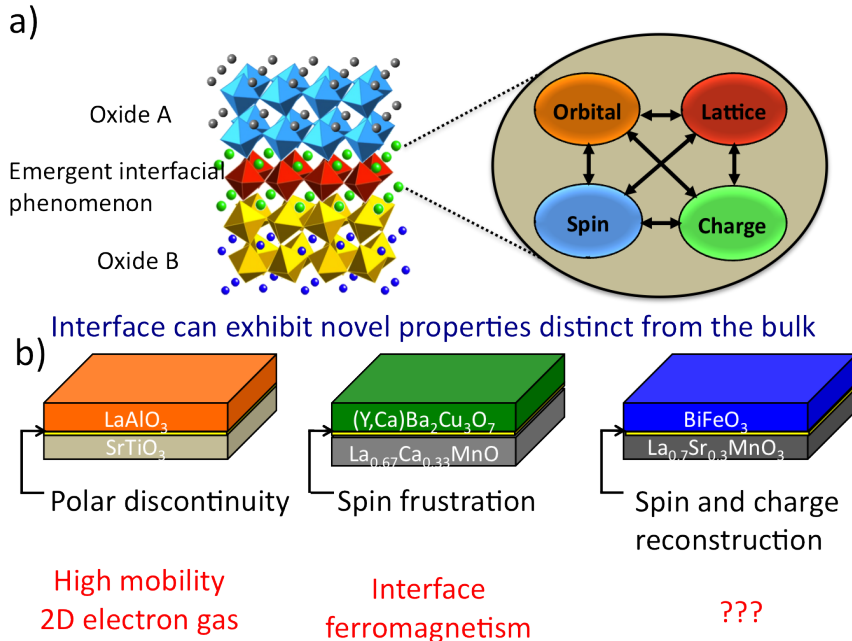 a)
Oxide A
Emergent interfacial
phenomenon
Oxide B
Orbital
Lattice
Spin
Charge
Interface can exhibit novel properties distinct from the bulk
b)
LaAlO₃
SrTiO₃
Polar discontinuity
High mobility
2D electron gas
(Y,Ca)Ba₂Cu₃O₇
La₀.₆₇Ca₀.₃₃MnO
Spin frustration
Interface
ferromagnetism
BiFeO₃
La₀.₇Sr₀.₃MnO₃
Spin and charge
reconstruction
???